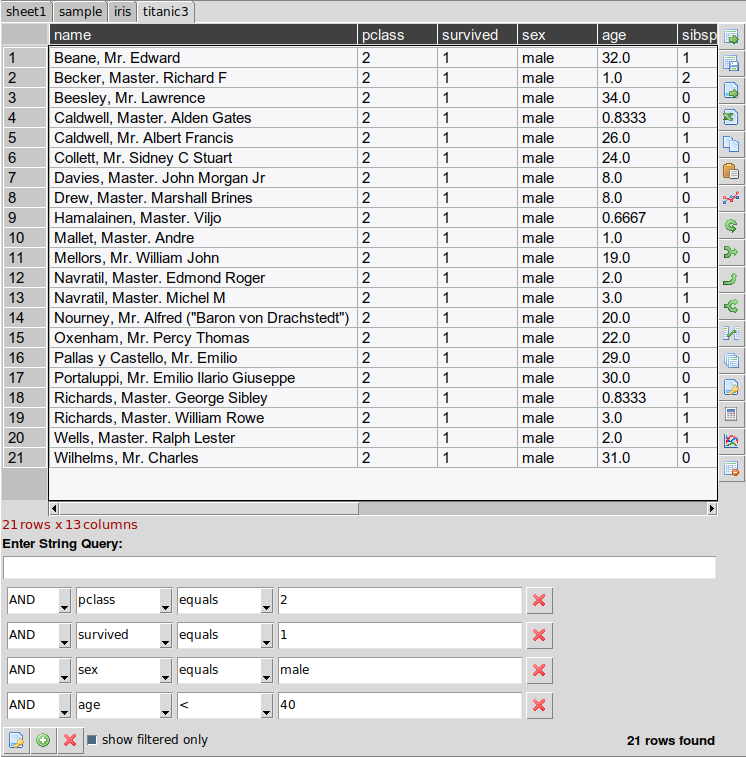 sheet1 sample iris titanic3
name pclass survived sex age sibsp
1 Beane, Mr. Edward 2 1 male 32.0 1
2 Becker, Master. Richard F 2 1 male 1.0 2
3 Beesley, Mr. Lawrence 2 1 male 34.0 0
4 Caldwell, Master. Alden Gates 2 1 male 0.8333 0
5 Caldwell, Mr. Albert Francis 2 1 male 26.0 1
6 Collett, Mr. Sidney C Stuart 2 1 male 24.0 0
7 Davies, Master. John Morgan Jr 2 1 male 8.0 1
8 Drew, Master. Marshall Brines 2 1 male 8.0 0
9 Hamalainen, Master. Viljo 2 1 male 0.6667 1
10 Mallet, Master. Andre 2 1 male 1.0 0
11 Mellors, Mr. William John 2 1 male 19.0 0
12 Navratil, Master. Edmond Roger 2 1 male 2.0 1
13 Navratil, Master. Michel M 2 1 male 3.0 1
14 Nourney, Mr. Alfred ("Baron von Drachstedt") 2 1 male 20.0 0
15 Oxenham, Mr. Percy Thomas 2 1 male 22.0 0
16 Pallas y Castello, Mr. Emilio 2 1 male 29.0 0
17 Portaluppi, Mr. Emilio Ilario Giuseppe 2 1 male 30.0 0
18 Richards, Master. George Sibley 2 1 male 0.8333 1
19 Richards, Master. William Rowe 2 1 male 3.0 1
20 Wells, Master. Ralph Lester 2 1 male 2.0 1
21 Wilhelms, Mr. Charles 2 1 male 31.0 0
21 rows x 13 columns
Enter String Query:
AND pclass equals 2
AND survived equals 1
AND sex equals male
AND age < 40
show filtered only 21 rows found